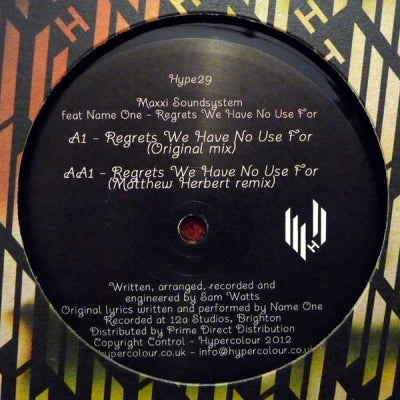 Hype29
Maxxi Soundsystem
feat Name One - Regrets We Have No Use For
A1 - Regrets We Have No Use For
(Original mix)
AA1 - Regrets We Have No Use For
(Matthew Herbert remix)
H
Written, arranged, recorded and
engineered by Sam Watts
Original lyrics written and performed by Name One
Recorded at 12a Studios, Brighton
Distributed by Prime Direct Distribution
Copyright Control - Hypercolour 2012
hypercolour.co.uk - info@hypercolour.co.uk